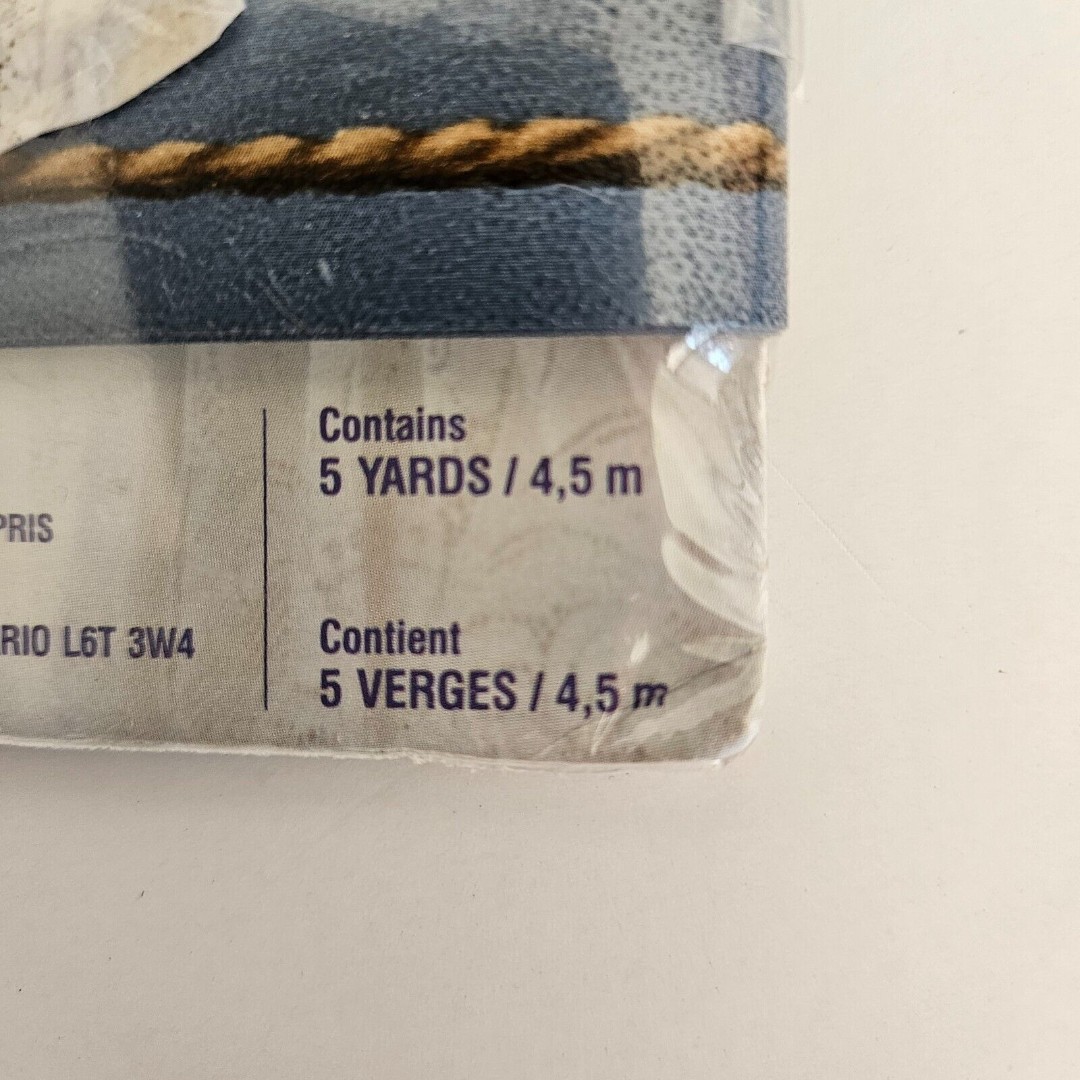 PRIS
RIO L6T 3W4
Contains
5 YARDS / 4,5 m
Contient
5 VERGES / 4,5 m